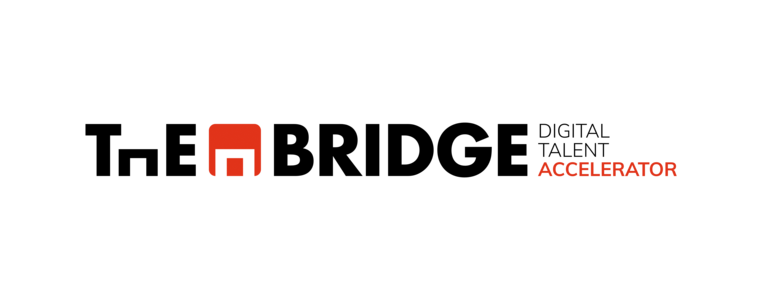 THE BRIDGE
DIGITAL
TALENT
ACCELERATOR